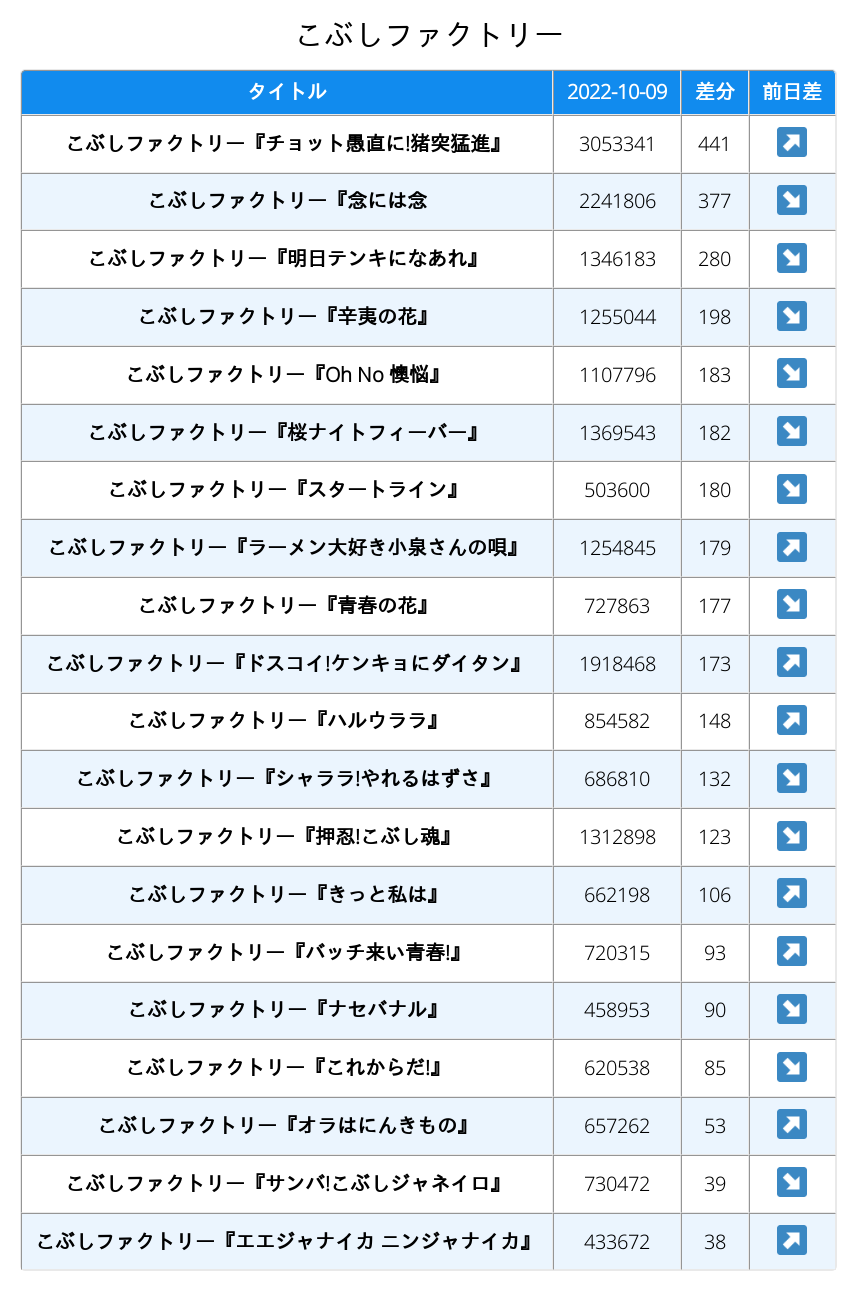 こぶしファクトリー
タイトル 2022-10-09 差分 前日差
こぶしファクトリー『チョット愚直に!猪突猛進』 3053341 441 ↗
こぶしファクトリー『念には念 2241806 377 ↘
こぶしファクトリー『明日テンキになあれ』 1346183 280 ↘
こぶしファクトリー『辛夷の花』 1255044 198 ↘
こぶしファクトリー『Oh No 懊悩』 1107796 183 ↘
こぶしファクトリー『桜ナイトフィーバー』 1369543 182 ↘
こぶしファクトリー『スタートライン』 503600 180 ↘
こぶしファクトリー『ラーメン大好き小泉さんの唄』 1254845 179 ↗
こぶしファクトリー『青春の花』 727863 177 ↘
こぶしファクトリー『ドスコイ!ケンキョにダイタン』 1918468 173 ↗
こぶしファクトリー『ハルウララ』 854582 148 ↗
こぶしファクトリー『シャララ!やれるはずさ』 686810 132 ↘
こぶしファクトリー『押忍!こぶし魂』 1312898 123 ↘
こぶしファクトリー『きっと私は』 662198 106 ↗
こぶしファクトリー『バッチ来い青春!』 720315 93 ↗
こぶしファクトリー『ナセバナル』 458953 90 ↘
こぶしファクトリー『これからだ!』 620538 85 ↘
こぶしファクトリー『オラはにんきもの』 657262 53 ↗
こぶしファクトリー『サンバ!こぶしジャネイロ』 730472 39 ↘
こぶしファクトリー『エエジャナイカ ニンジャナイカ』 433672 38 ↗